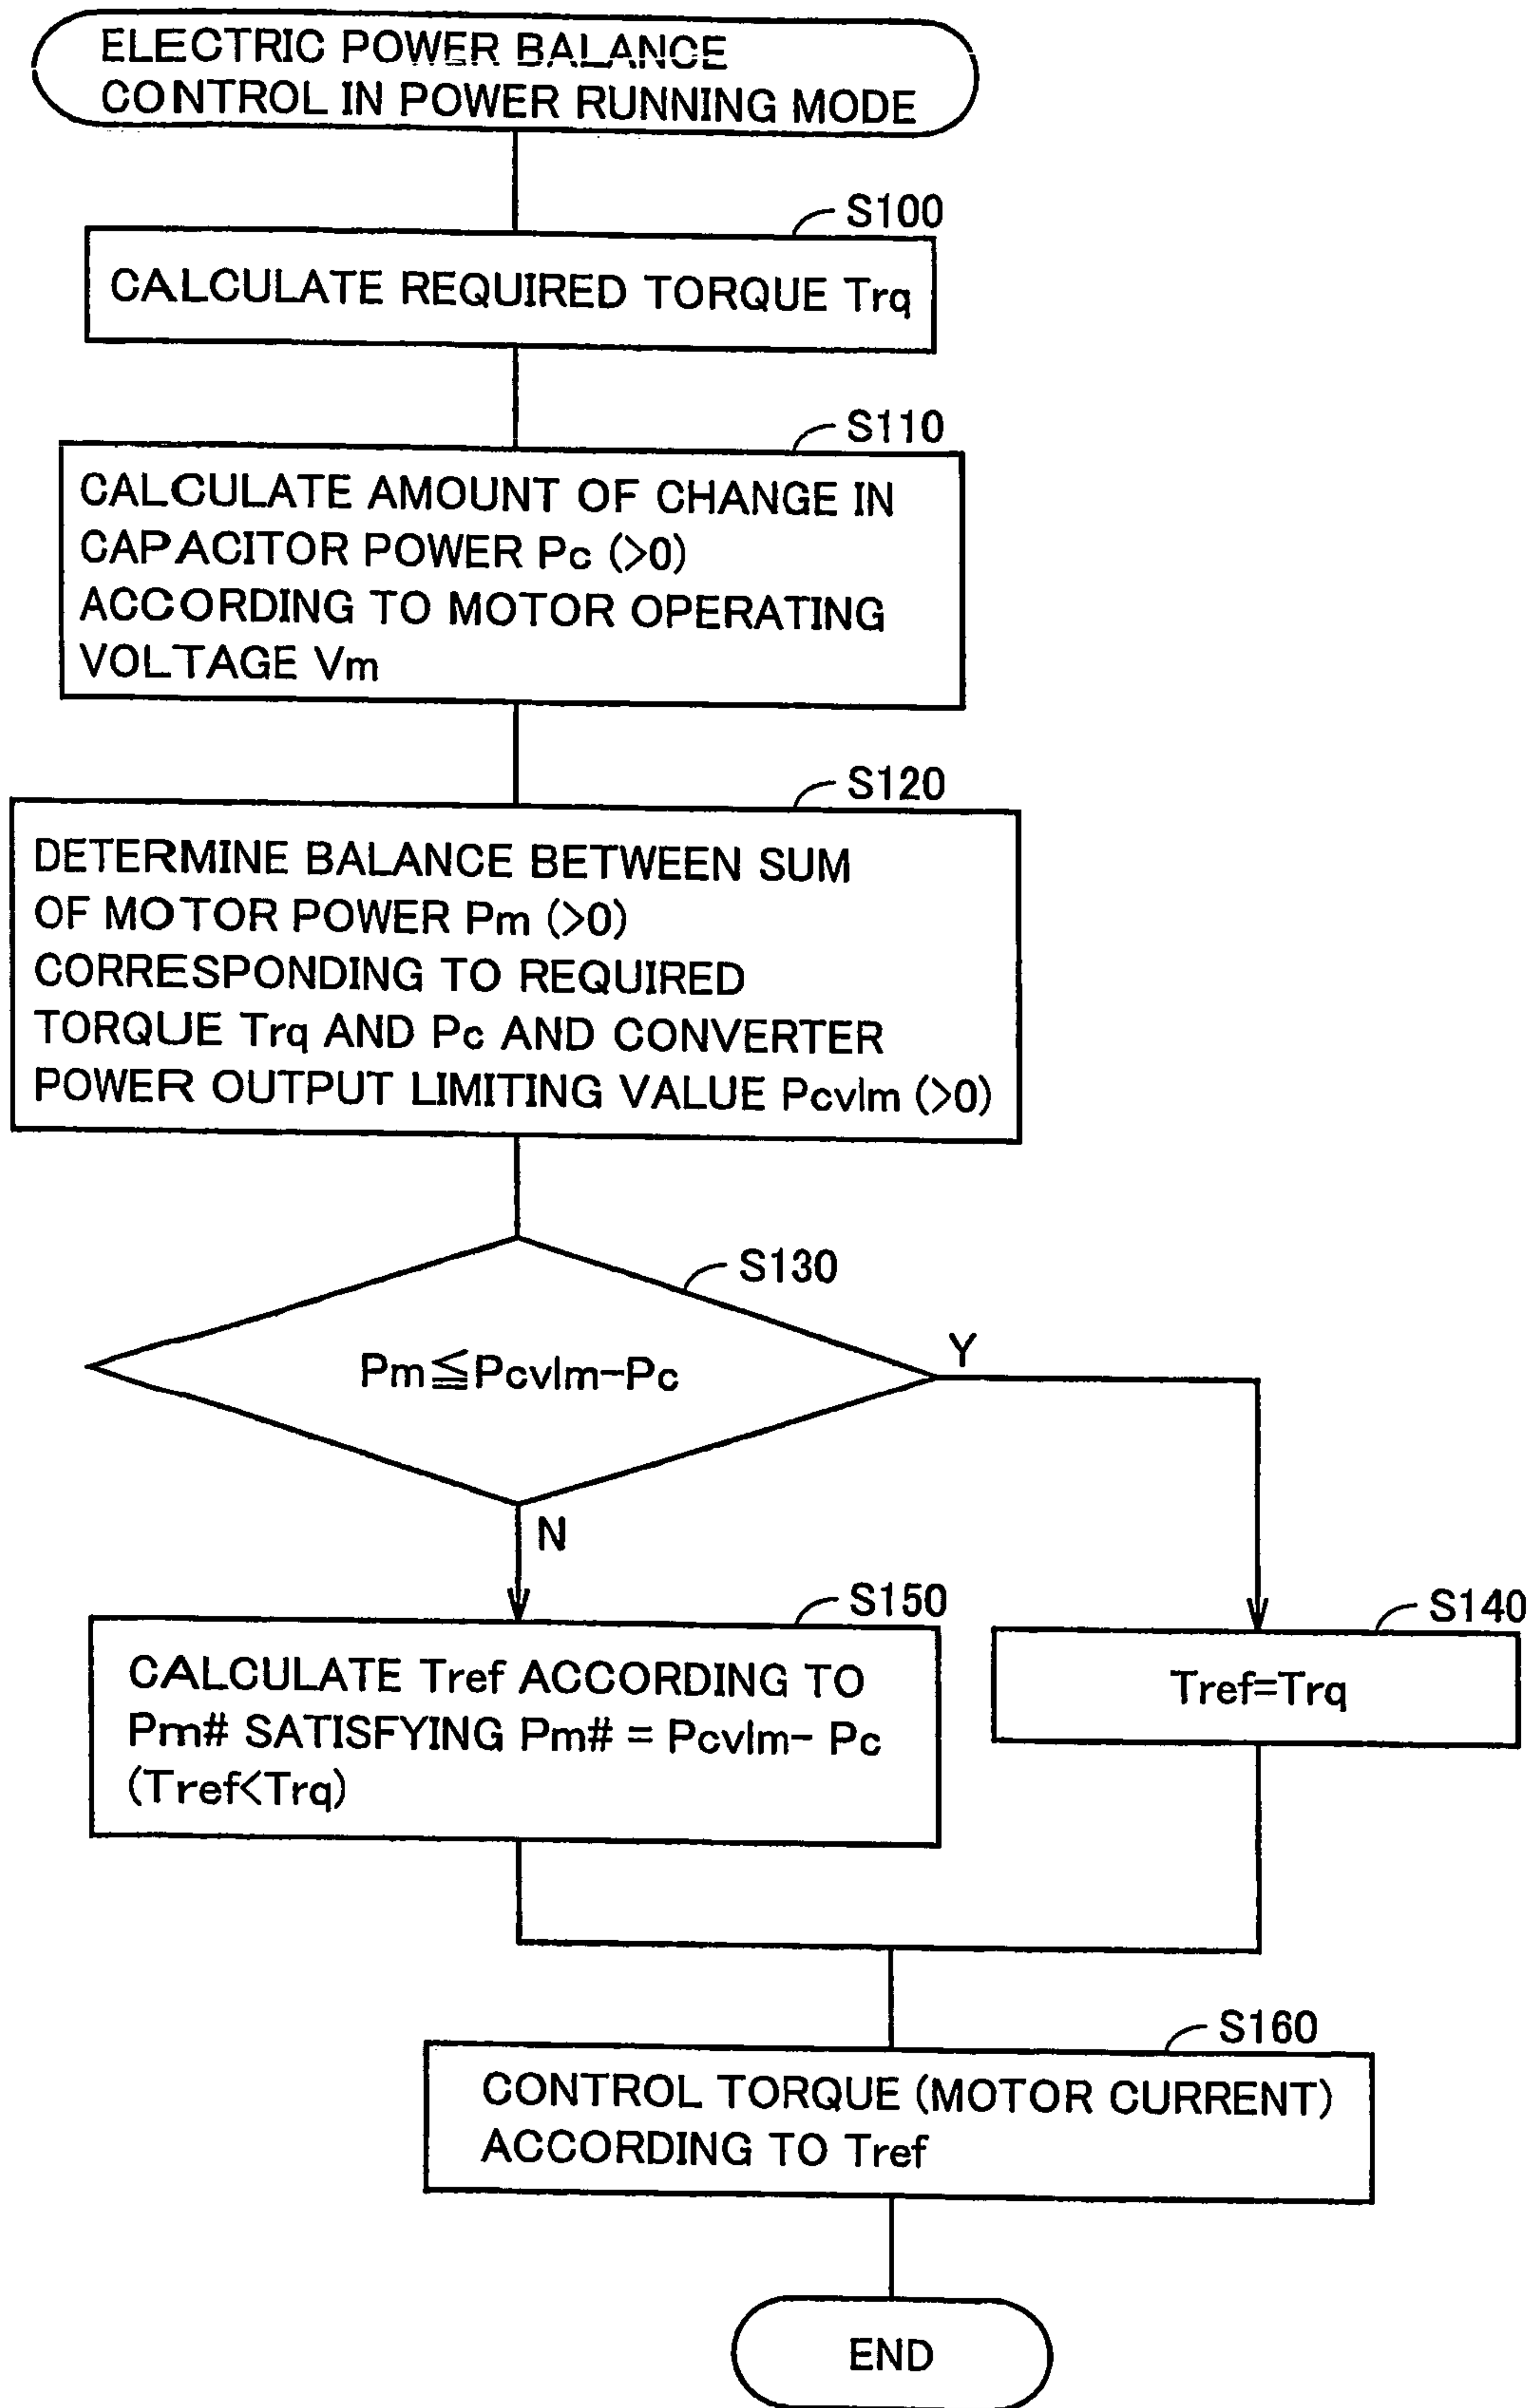 ELECTRIC POWER BALANCE
CONTROL IN POWER RUNNING MODE
S100
CALCULATE REQUIRED TORQUE Trq
S110
CALCULATE AMOUNT OF CHANGE IN
CAPACITOR POWER Pc (>0)
ACCORDING TO MOTOR OPERATING
VOLTAGE Vm
S120
DETERMINE BALANCE BETWEEN SUM
OF MOTOR POWER Pm (>0)
CORRESPONDING TO REQUIRED
TORQUE Trq AND Pc AND CONVERTER
POWER OUTPUT LIMITING VALUE Pcvlm (>0)
S130
Pm≦Pcvlm-Pc
Y
N
S150
CALCULATE Tref ACCORDING TO
Pm# SATISFYING Pm# = Pcvlm- Pc
(Tref<Trq)
S140
Tref=Trq
S160
CONTROL TORQUE (MOTOR CURRENT)
ACCORDING TO Tref
END